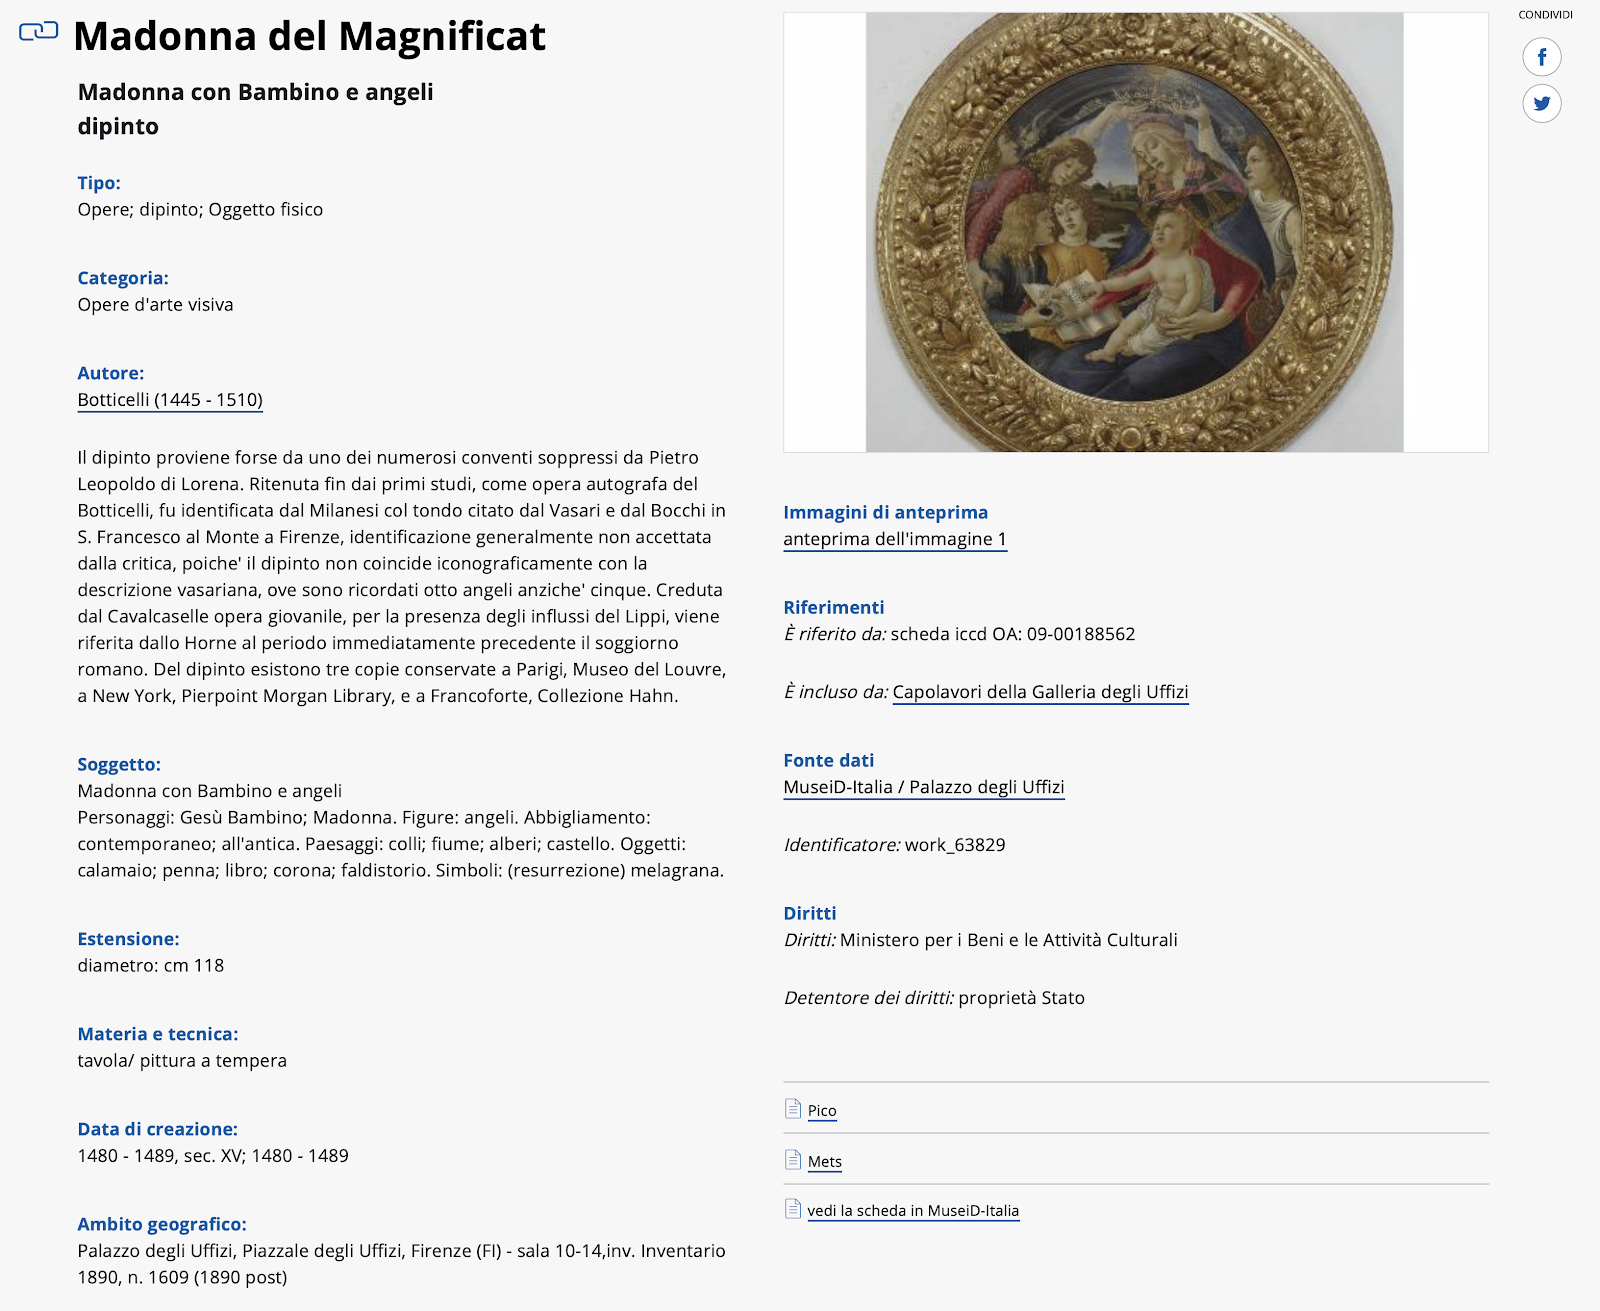 Madonna del Magnificat
Madonna con Bambino e angeli
dipinto
Tipo:
Opere; dipinto; Oggetto fisico
Categoria:
Opere d'arte visiva
Autore:
Botticelli (1445 - 1510)
Il dipinto proviene forse da uno dei numerosi conventi soppressi da Pietro
Leopoldo di Lorena. Ritenuta fin dai primi studi, come opera autografa del
Botticelli, fu identificata dal Milanesi col tondo citato dal Vasari e dal Bocchi in
S. Francesco al Monte a Firenze, identificazione generalmente non accettata
dalla critica, poiche' il dipinto non coincide iconograficamente con la
descrizione vasariana, ove sono ricordati otto angeli anziche' cinque. Creduta
dal Cavalcaselle opera giovanile, per la presenza degli influssi del Lippi, viene
riferita dallo Horne al periodo immediatamente precedente il soggiorno
romano. Del dipinto esistono tre copie conservate a Parigi, Museo del Louvre,
a New York, Pierpoint Morgan Library, e a Francoforte, Collezione Hahn.
Soggetto:
Madonna con Bambino e angeli
Personaggi: Gesù Bambino; Madonna. Figure: angeli. Abbigliamento:
contemporaneo; all'antica. Paesaggi: colli; fiume; alberi; castello. Oggetti:
calamaio; penna; libro; corona; faldistorio. Simboli: (resurrezione) melagrana.
Estensione:
diametro: cm 118
Materia e tecnica:
tavola/ pittura a tempera
Data di creazione:
1480 - 1489, sec. XV; 1480 - 1489
Ambito geografico:
Palazzo degli Uffizi, Piazzale degli Uffizi, Firenze (FI) - sala 10-14,inv. Inventario
1890, n. 1609 (1890 post)
Immagini di anteprima
anteprima dell'immagine 1
Riferimenti
È riferito da: scheda iccd OA: 09-00188562
È incluso da: Capolavori della Galleria degli Uffizi
Fonte dati
MuseiD-Italia / Palazzo degli Uffizi
Identificatore: work_63829
Diritti
Diritti: Ministero per i Beni e le Attività Culturali
Detentore dei diritti: proprietà Stato
Pico
Mets
vedi la scheda in MuseiD-Italia
CONDIVIDI